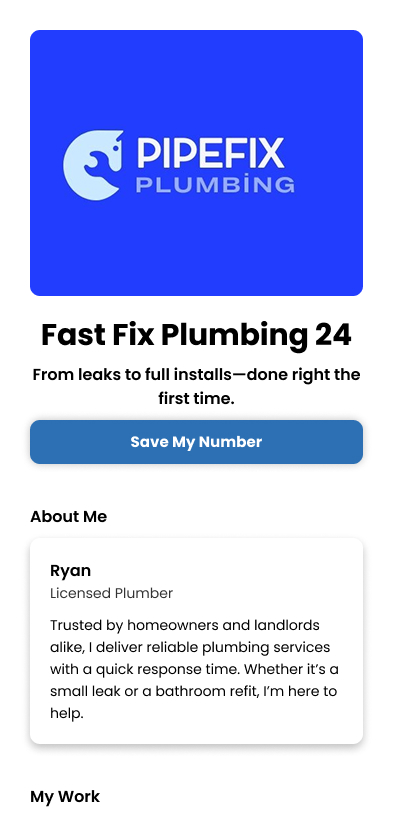 PIPEFIX
PLUMBİNG
Fast Fix Plumbing 24
From leaks to full installs—done right the
first time.
Save My Number
About Me
Ryan
Licensed Plumber
Trusted by homeowners and landlords
alike, I deliver reliable plumbing services
with a quick response time. Whether it’s a
small leak or a bathroom refit, I’m here to
help.
My Work